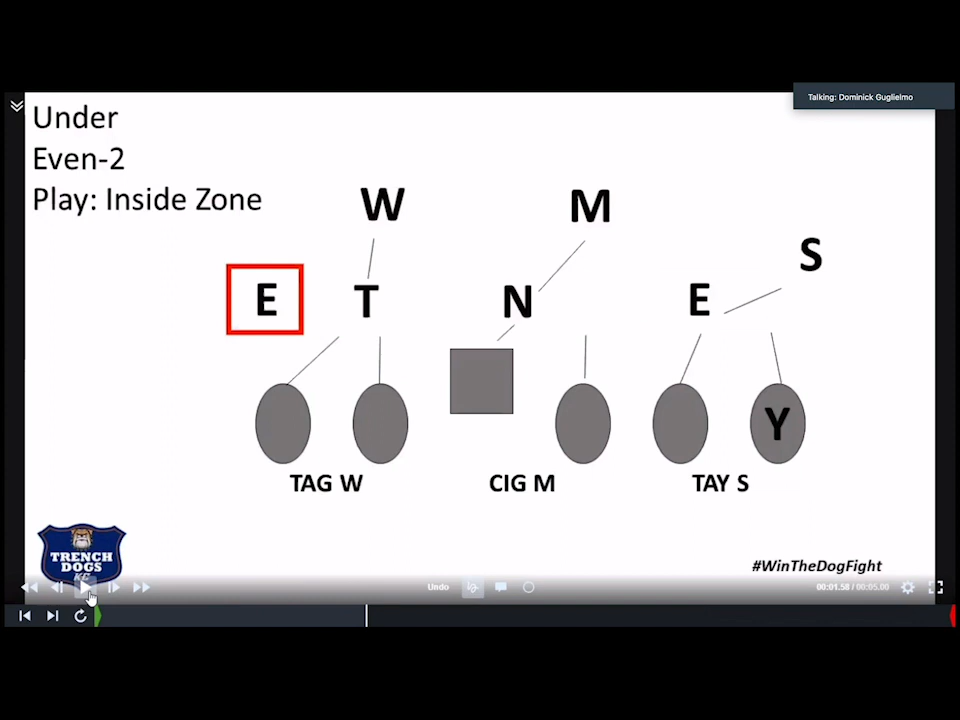 Talking: Dominick Guglielmo
Under
Even-2
Play: Inside Zone
W
M
S
E
T
N
E
Y
TAG W
CIG M
TAY S
TRENCH
DOGS
KC
#WinTheDogFight
Undo
00:01.58 / 00:05.00